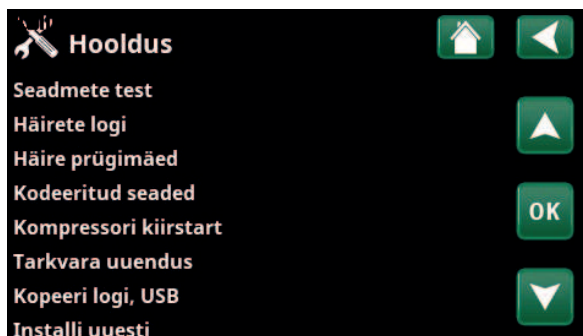 Hooldus
Seadmete test
Häirete logi
Häire prügimäed
Kodeeritud seaded
OK
Kompressori kiirstart
Tarkvara uuendus
Kopeeri logi, USB
Installi uuesti